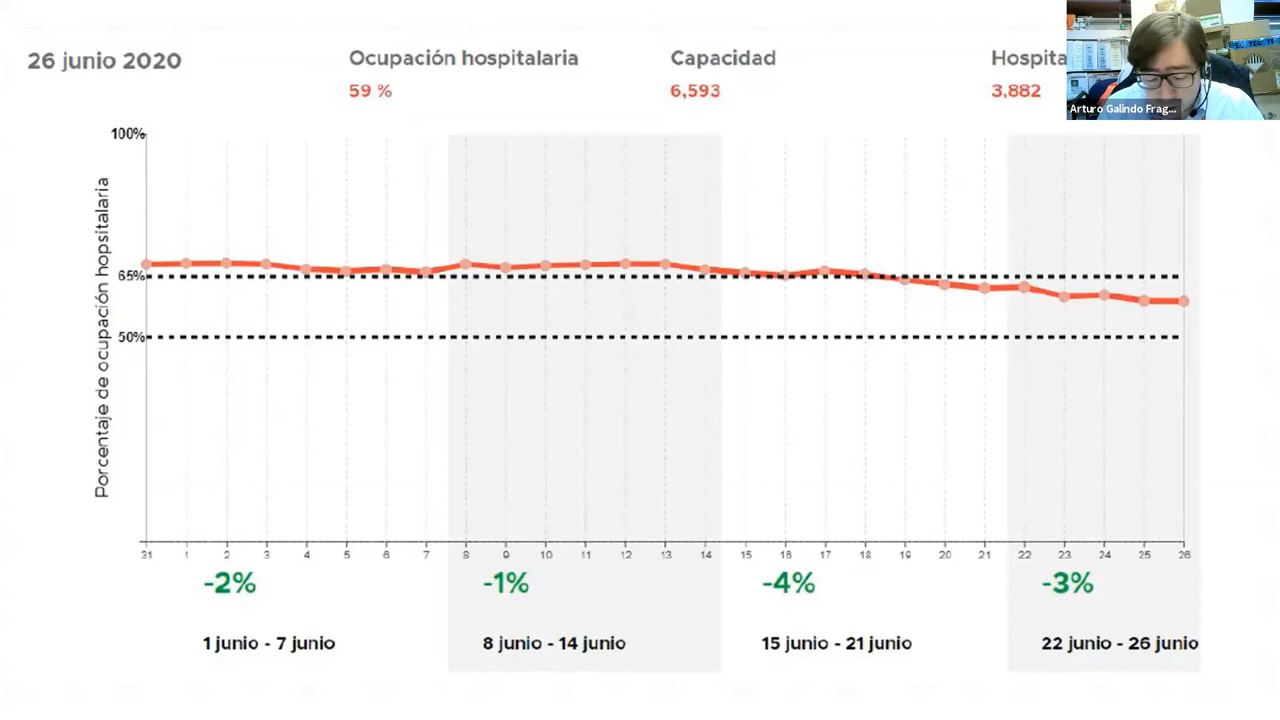 26 junio 2020
Ocupación hospitalaria
59 %
Capacidad
6,593
Hospita
3,882
Arturo Galindo Frag...
Porcentaje de ocupación hopsitalaria
100%
65%
50%
31 1 2 3 4 5 6 7 8 9 10 11 12 13 14 15 16 17 18 19 20 21 22 23 24 25 26
-2% -1% -4% -3%
1 junio - 7 junio 8 junio - 14 junio 15 junio - 21 junio 22 junio - 26 junio